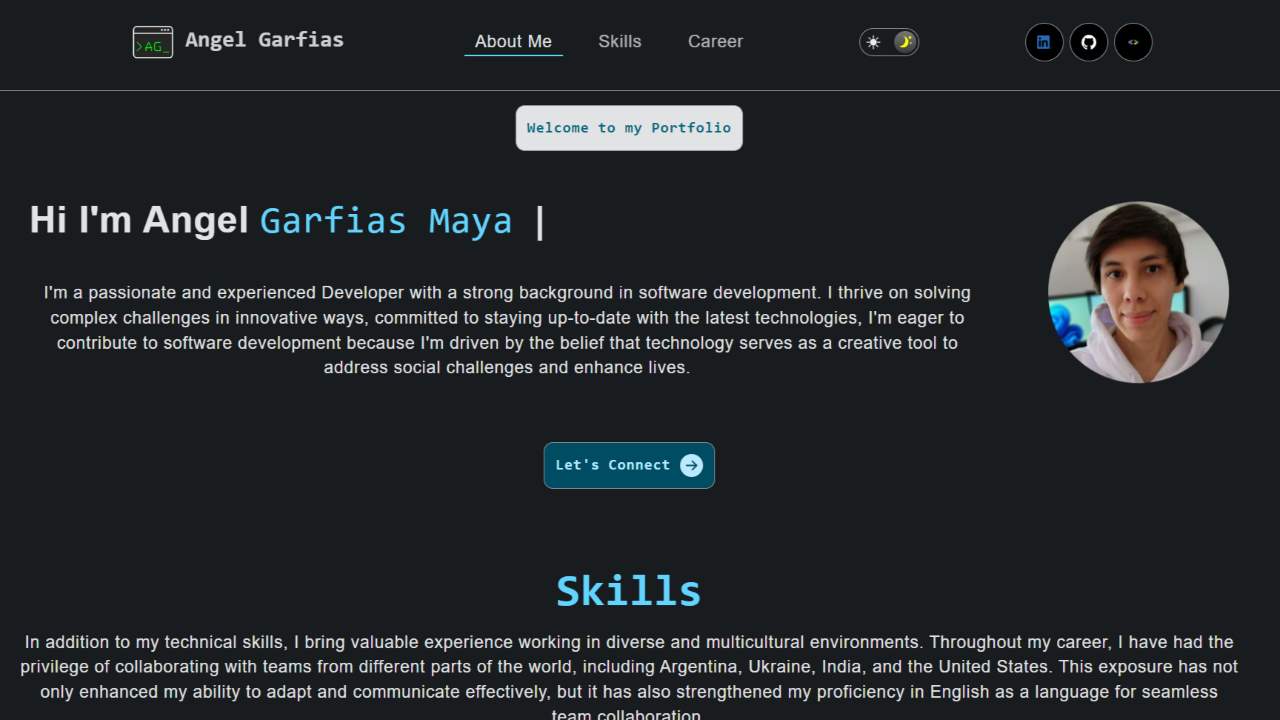 >AG_ Angel Garfias
About Me Skills Career
Welcome to my Portfolio
Hi I'm Angel Garfias Maya |
I'm a passionate and experienced Developer with a strong background in software development. I thrive on solving
complex challenges in innovative ways, committed to staying up-to-date with the latest technologies, I'm eager to
contribute to software development because I'm driven by the belief that technology serves as a creative tool to
address social challenges and enhance lives.
Let's Connect
Skills
In addition to my technical skills, I bring valuable experience working in diverse and multicultural environments. Throughout my career, I have had the
privilege of collaborating with teams from different parts of the world, including Argentina, Ukraine, India, and the United States. This exposure has not
only enhanced my ability to adapt and communicate effectively, but it has also strengthened my proficiency in English as a language for seamless
team collaboration